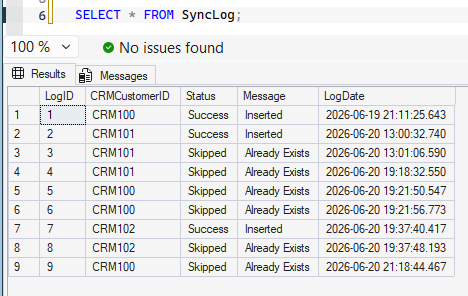 6 SELECT * FROM SyncLog;
100 % No issues found
Results Messages
LogID CRMCustomerID Status Message LogDate
1 1 CRM100 Success Inserted 2026-06-19 21:11:25.643
2 2 CRM101 Success Inserted 2026-06-20 13:00:32.740
3 3 CRM101 Skipped Already Exists 2026-06-20 13:01:06.590
4 4 CRM101 Skipped Already Exists 2026-06-20 19:18:32.550
5 5 CRM100 Skipped Already Exists 2026-06-20 19:21:50.547
6 6 CRM100 Skipped Already Exists 2026-06-20 19:21:56.773
7 7 CRM102 Success Inserted 2026-06-20 19:37:40.417
8 8 CRM102 Skipped Already Exists 2026-06-20 19:37:48.193
9 9 CRM100 Skipped Already Exists 2026-06-20 21:18:44.467